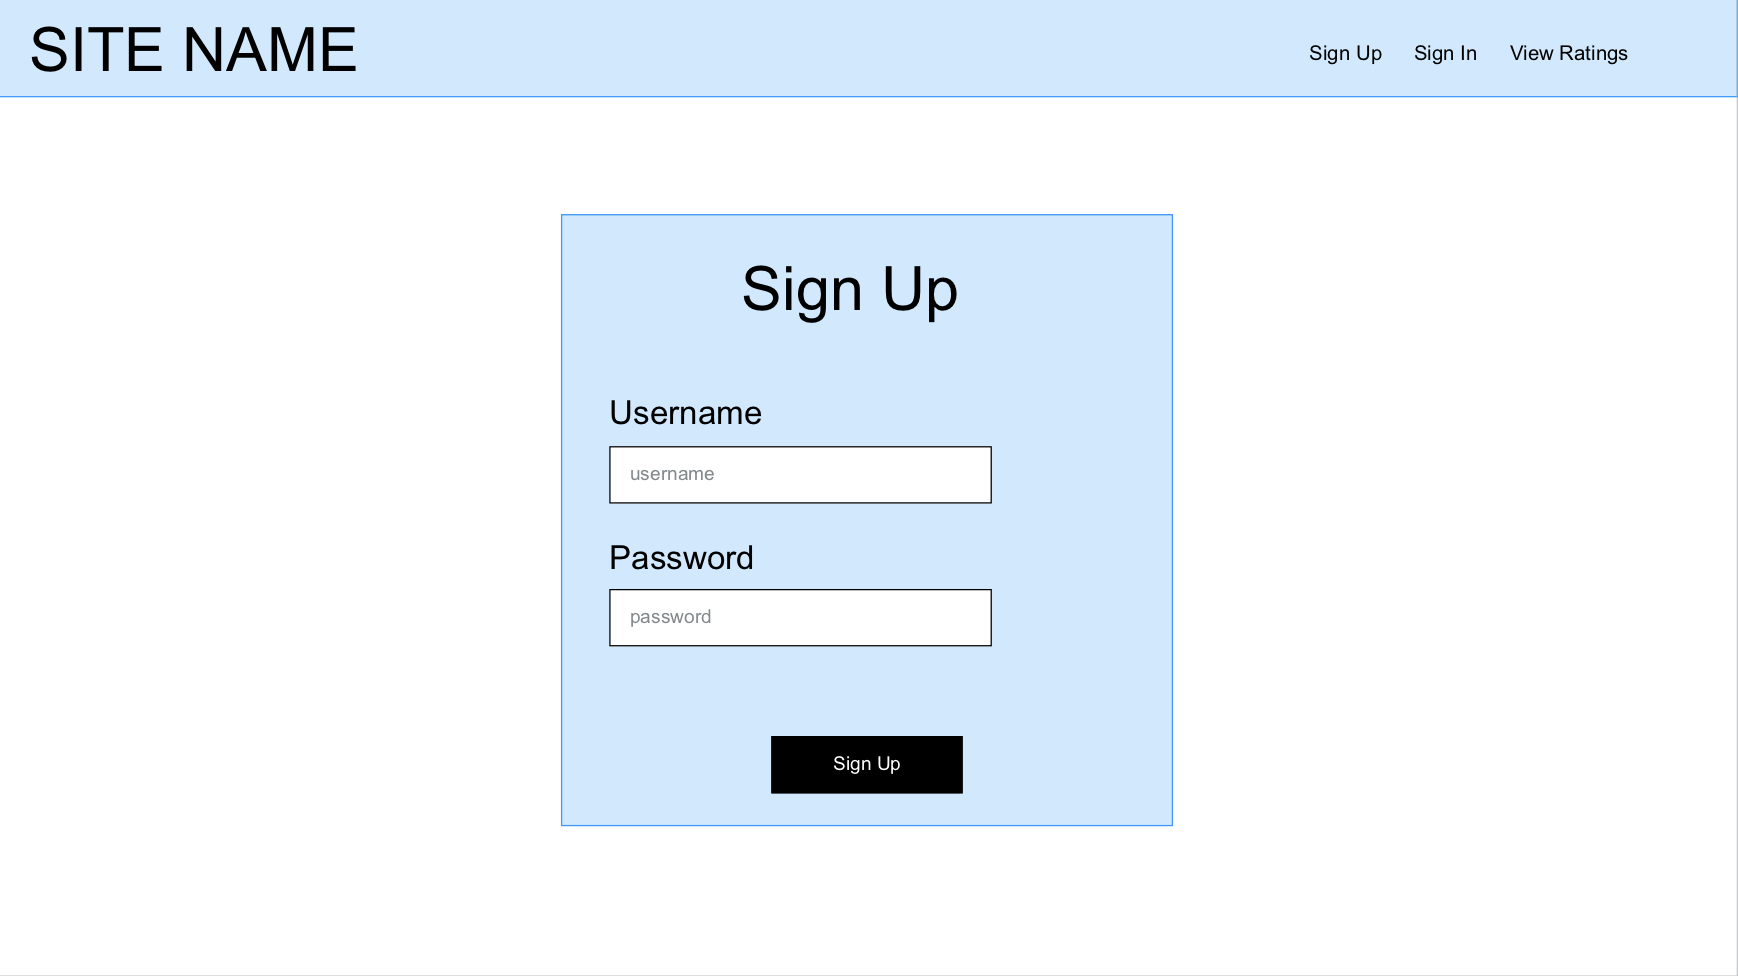 SITE NAME
Sign Up Sign In View Ratings
Sign Up
Username
username
Password
password
Sign Up